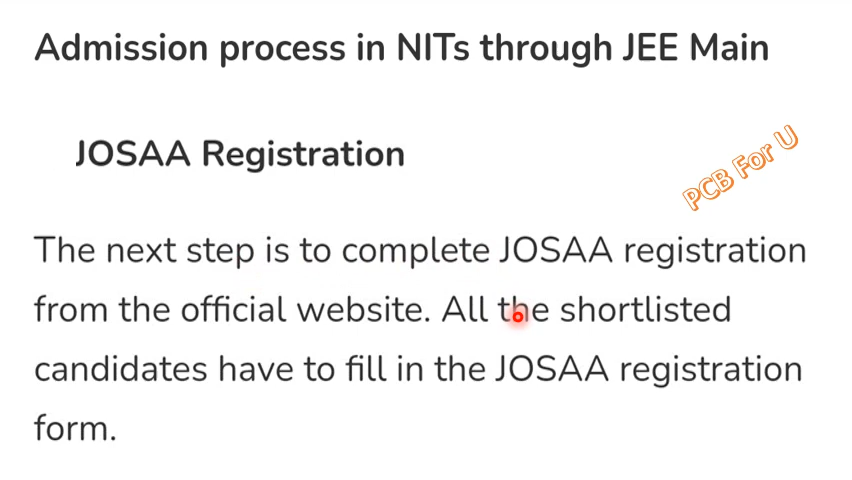 Admission process in NITs through JEE Main
JOSAA Registration
PCB For U
The next step is to complete JOSAA registration
from the official website. All the shortlisted
candidates have to fill in the JOSAA registration
form.